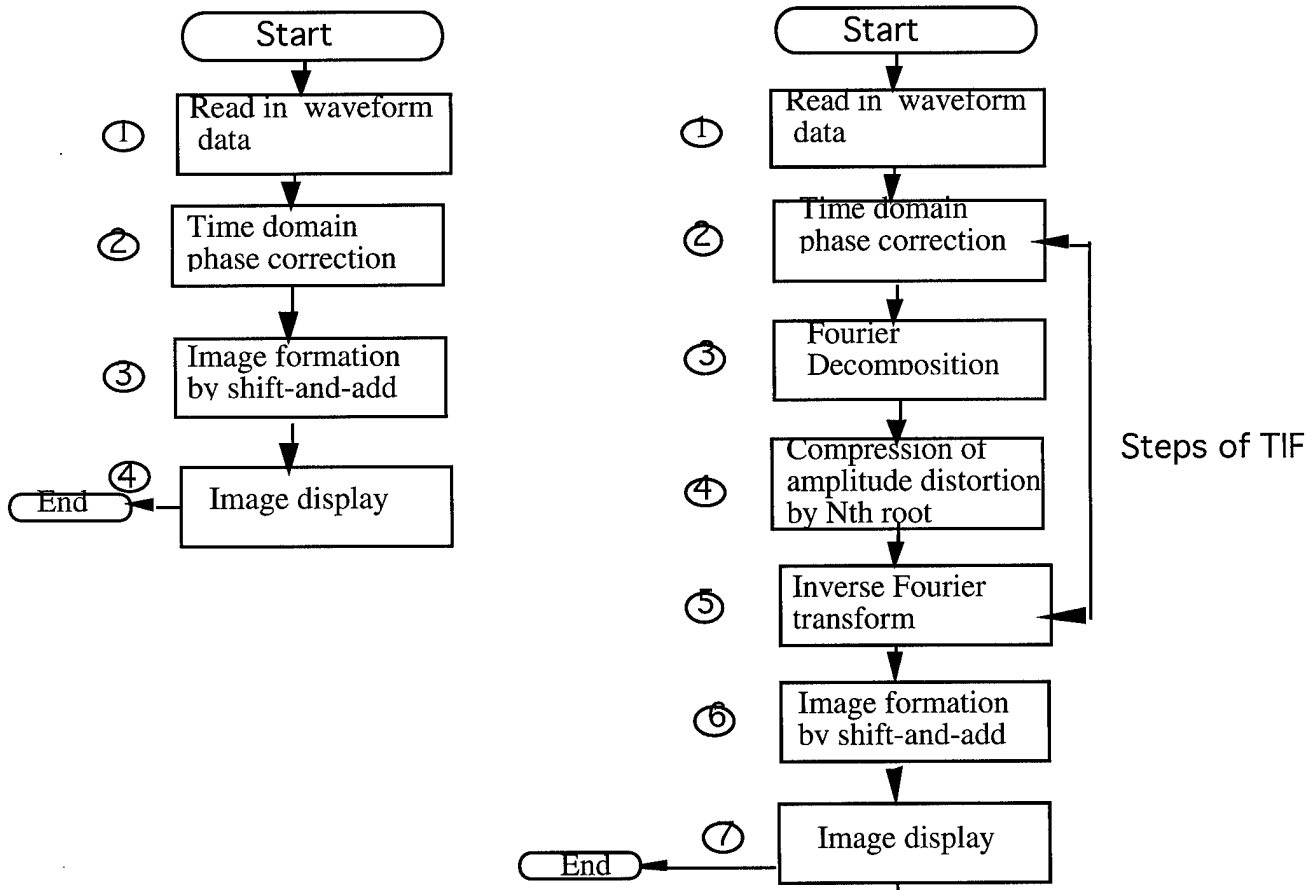 Start
① Read in waveform
data
② Time domain
phase correction
③ Image formation
by shift-and-add
④ Image display
End
Start
① Read in waveform
data
② Time domain
phase correction
③ Fourier
Decomposition
④ Compression of
amplitude distortion
by Nth root
⑤ Inverse Fourier
transform
⑥ Image formation
by shift-and-add
⑦ Image display
End
Steps of TIF